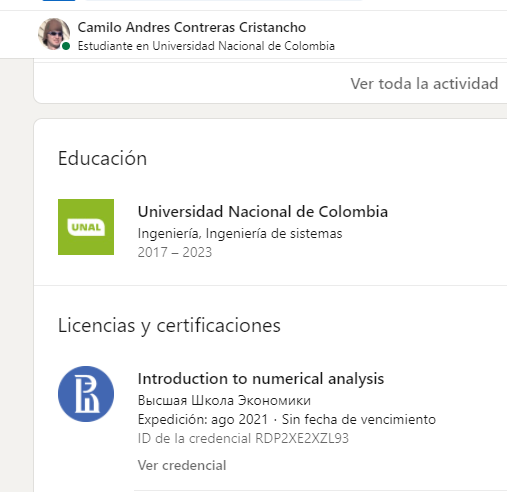 Camilo Andres Contreras Cristancho
Estudiante en Universidad Nacional de Colombia
Ver toda la actividad
Educación
UNAL
Universidad Nacional de Colombia
Ingeniería, Ingeniería de sistemas
2017 – 2023
Licencias y certificaciones
Introduction to numerical analysis
Высшая Школа Экономики
Expedición: ago 2021 · Sin fecha de vencimiento
ID de la credencial RDP2XE2XZL93
Ver credencial